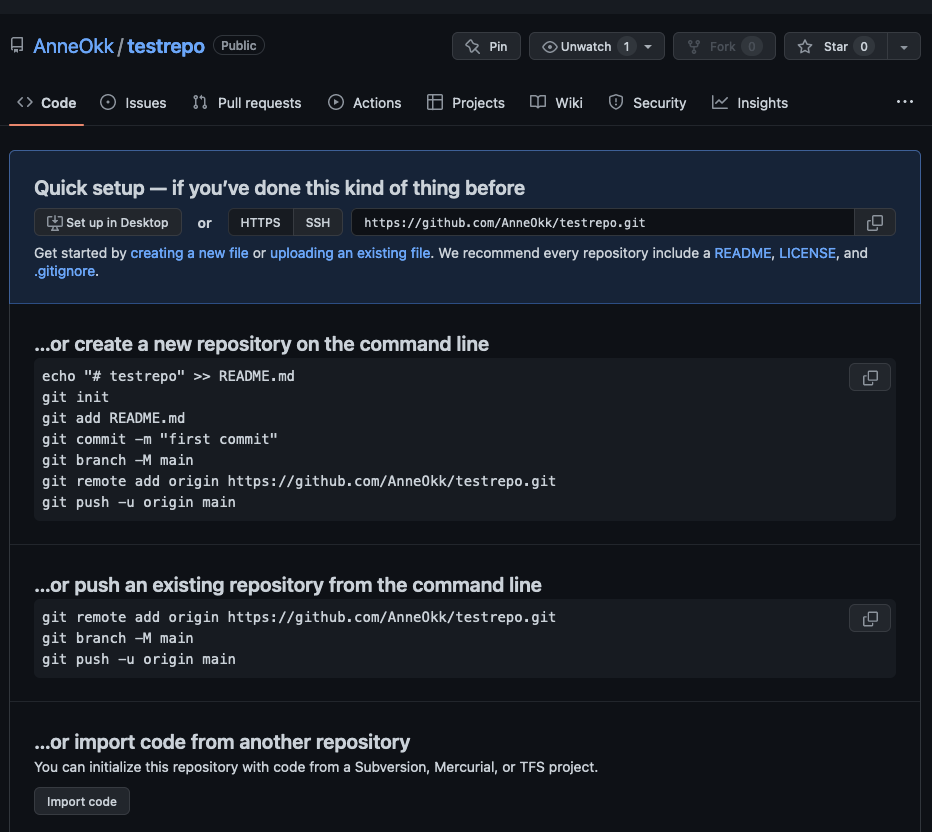 AnneOkk / testrepo Public Pin Unwatch 1 Fork 0 Star 0
Code Issues Pull requests Actions Projects Wiki Security Insights
Quick setup — if you’ve done this kind of thing before
Set up in Desktop or HTTPS SSH https://github.com/AnneOkk/testrepo.git
Get started by creating a new file or uploading an existing file. We recommend every repository include a README, LICENSE, and
.gitignore.
…or create a new repository on the command line
echo "# testrepo" >> README.md
git init
git add README.md
git commit -m "first commit"
git branch -M main
git remote add origin https://github.com/AnneOkk/testrepo.git
git push -u origin main
…or push an existing repository from the command line
git remote add origin https://github.com/AnneOkk/testrepo.git
git branch -M main
git push -u origin main
…or import code from another repository
You can initialize this repository with code from a Subversion, Mercurial, or TFS project.
Import code